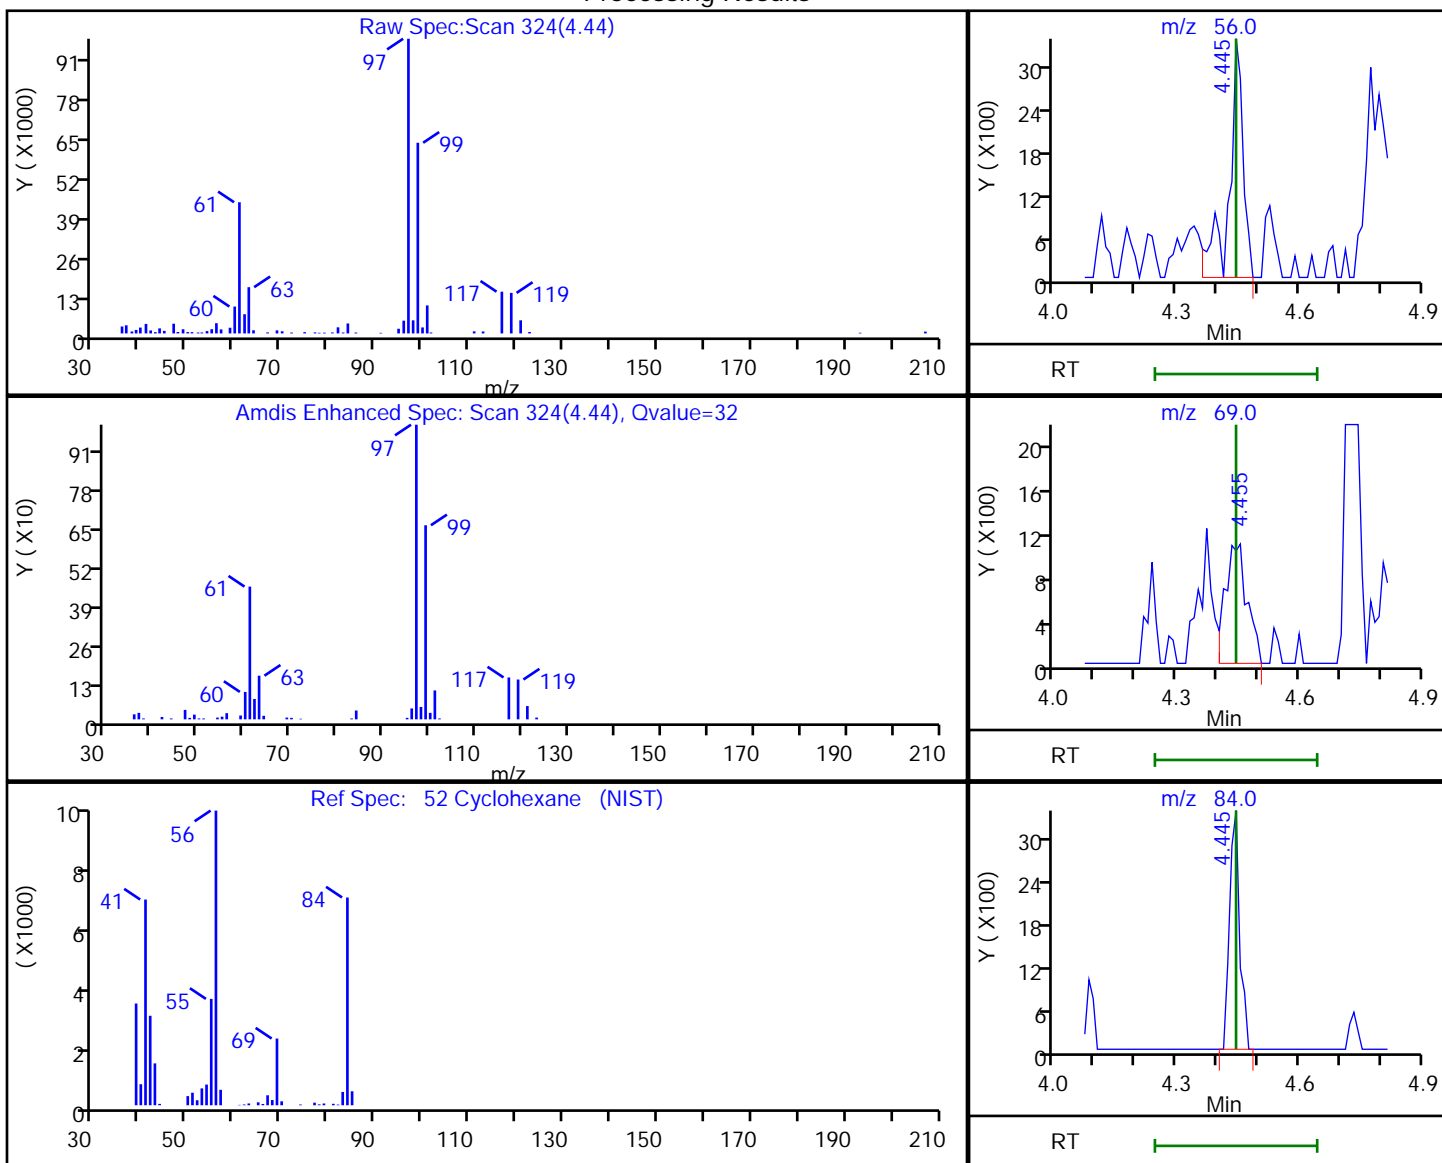 Processing Results
Raw Spec:Scan 324(4.44)
Y ( X1000)
91
78
65
52
39
26
13
0
97
99
61
60
63
117
119
30 50 70 90 110 130 150 170 190 210
m/z
m/z 56.0
Y ( X100)
30
24
18
12
6
0
4.445
4.0 4.3 4.6 4.9
Min
RT
Amdis Enhanced Spec: Scan 324(4.44), Qvalue=32
Y ( X10)
91
78
65
52
39
26
13
0
97
99
61
60
63
117
119
30 50 70 90 110 130 150 170 190 210
m/z
m/z 69.0
Y ( X100)
20
16
12
8
4
0
4.455
4.0 4.3 4.6 4.9
Min
RT
Ref Spec: 52 Cyclohexane (NIST)
( X1000)
10
8
6
4
2
0
56
41
84
55
69
30 50 70 90 110 130 150 170 190 210
m/z 84.0
Y ( X100)
30
24
18
12
6
0
4.445
4.0 4.3 4.6 4.9
Min
RT